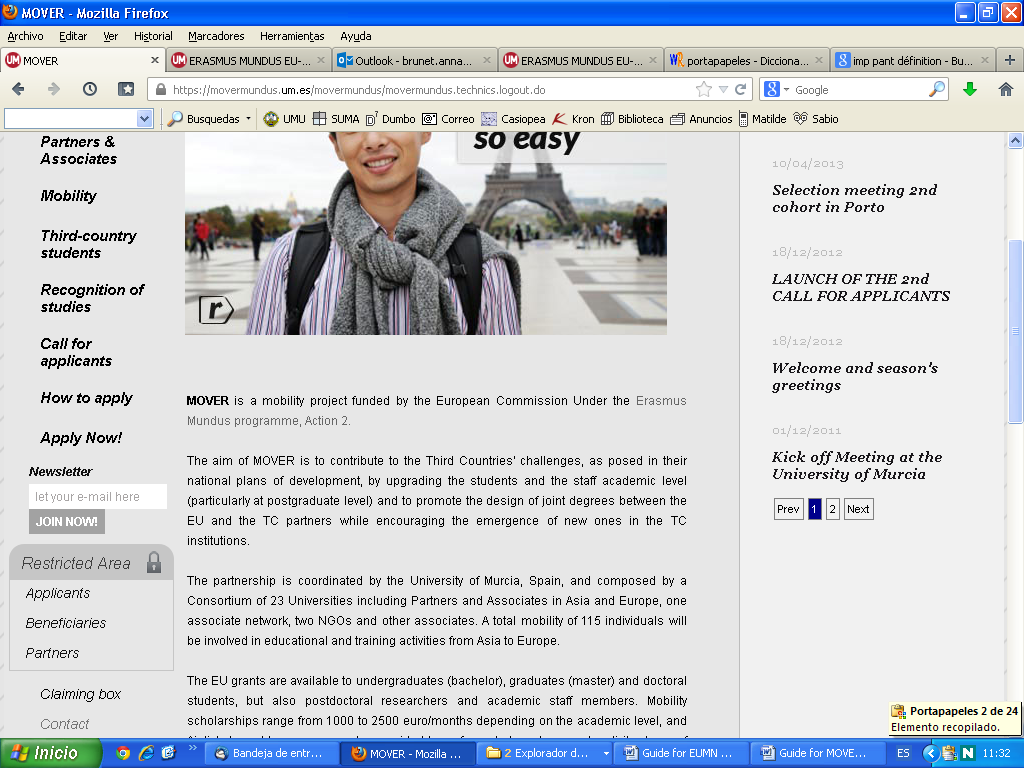 MOVER - Mozilla Firefox
Archivo Editar Ver Historial Marcadores Herramientas Ayuda
MOVER
ERASMUS MUNDUS EU-...
Outlook - brunet.anna...
ERASMUS MUNDUS EU-...
portapapeles - Dicciona...
imp pant définition - Bu...
https://movermundus.um.es/movermundus/movermundus.technics.logout.do
Google
Busquedas UMU SUMA Dumbo Correo Casiopea Kron Biblioteca Anuncios Matilde Sabio
Partners &
Associates
Mobility
Third-country
students
Recognition of
studies
Call for
applicants
How to apply
Apply Now!
Newsletter
let your e-mail here
JOIN NOW!
Restricted Area
Applicants
Beneficiaries
Partners
Claiming box
Contact
so easy
r
MOVER is a mobility project funded by the European Commission Under the Erasmus
Mundus programme, Action 2.
The aim of MOVER is to contribute to the Third Countries' challenges, as posed in their
national plans of development, by upgrading the students and the staff academic level
(particularly at postgraduate level) and to promote the design of joint degrees between the
EU and the TC partners while encouraging the emergence of new ones in the TC
institutions.
The partnership is coordinated by the University of Murcia, Spain, and composed by a
Consortium of 23 Universities including Partners and Associates in Asia and Europe, one
associate network, two NGOs and other associates. A total mobility of 115 individuals will
be involved in educational and training activities from Asia to Europe.
The EU grants are available to undergraduates (bachelor), graduates (master) and doctoral
students, but also postdoctoral researchers and academic staff members. Mobility
scholarships range from 1000 to 2500 euro/months depending on the academic level, and
10/04/2013
Selection meeting 2nd
cohort in Porto
18/12/2012
LAUNCH OF THE 2nd
CALL FOR APPLICANTS
18/12/2012
Welcome and season's
greetings
01/12/2011
Kick off Meeting at the
University of Murcia
Prev 1 2 Next
Portapapeles 2 de 24
Elemento recopilado.
Inicio
Bandeja de entr...
MOVER - Mozilla ...
2 Explorador d...
Guide for EUMN ...
Guide for MOVE...
ES
N
11:32